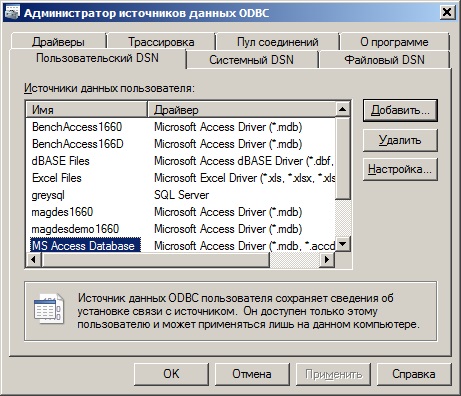 Администратор источников данных ODBC
Драйверы Трассировка Пул соединений О программе
Пользовательский DSN Системный DSN Файловый DSN
Источники данных пользователя:
Имя Драйвер
BenchAccess1660 Microsoft Access Driver (*.mdb)
BenchAccess166D Microsoft Access Driver (*.mdb)
dBASE Files Microsoft Access dBASE Driver (*.dbf,
Excel Files Microsoft Excel Driver (*.xls, *.xlsx, *.xls
greysql SQL Server
magdes1660 Microsoft Access Driver (*.mdb)
magdesdemo1660 Microsoft Access Driver (*.mdb)
MS Access Database Microsoft Access Driver (*.mdb, *.accd
Добавить...
Удалить
Настройка...
Источник данных ODBC пользователя сохраняет сведения об
установке связи с источником. Он доступен только этому
пользователю и может применяться лишь на данном компьютере.
OK Отмена Применить Справка